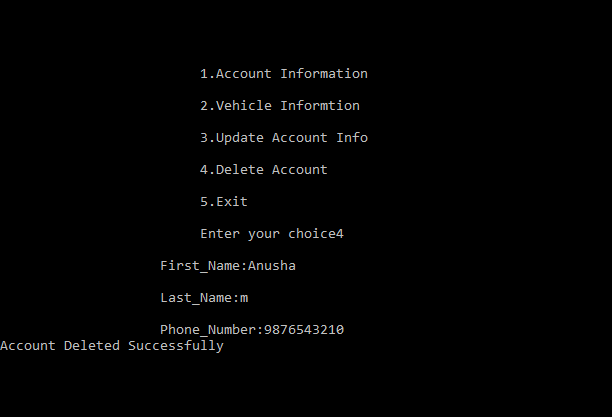 1.Account Information
2.Vehicle Informtion
3.Update Account Info
4.Delete Account
5.Exit
Enter your choice4
First_Name:Anusha
Last_Name:m
Phone_Number:9876543210
Account Deleted Successfully